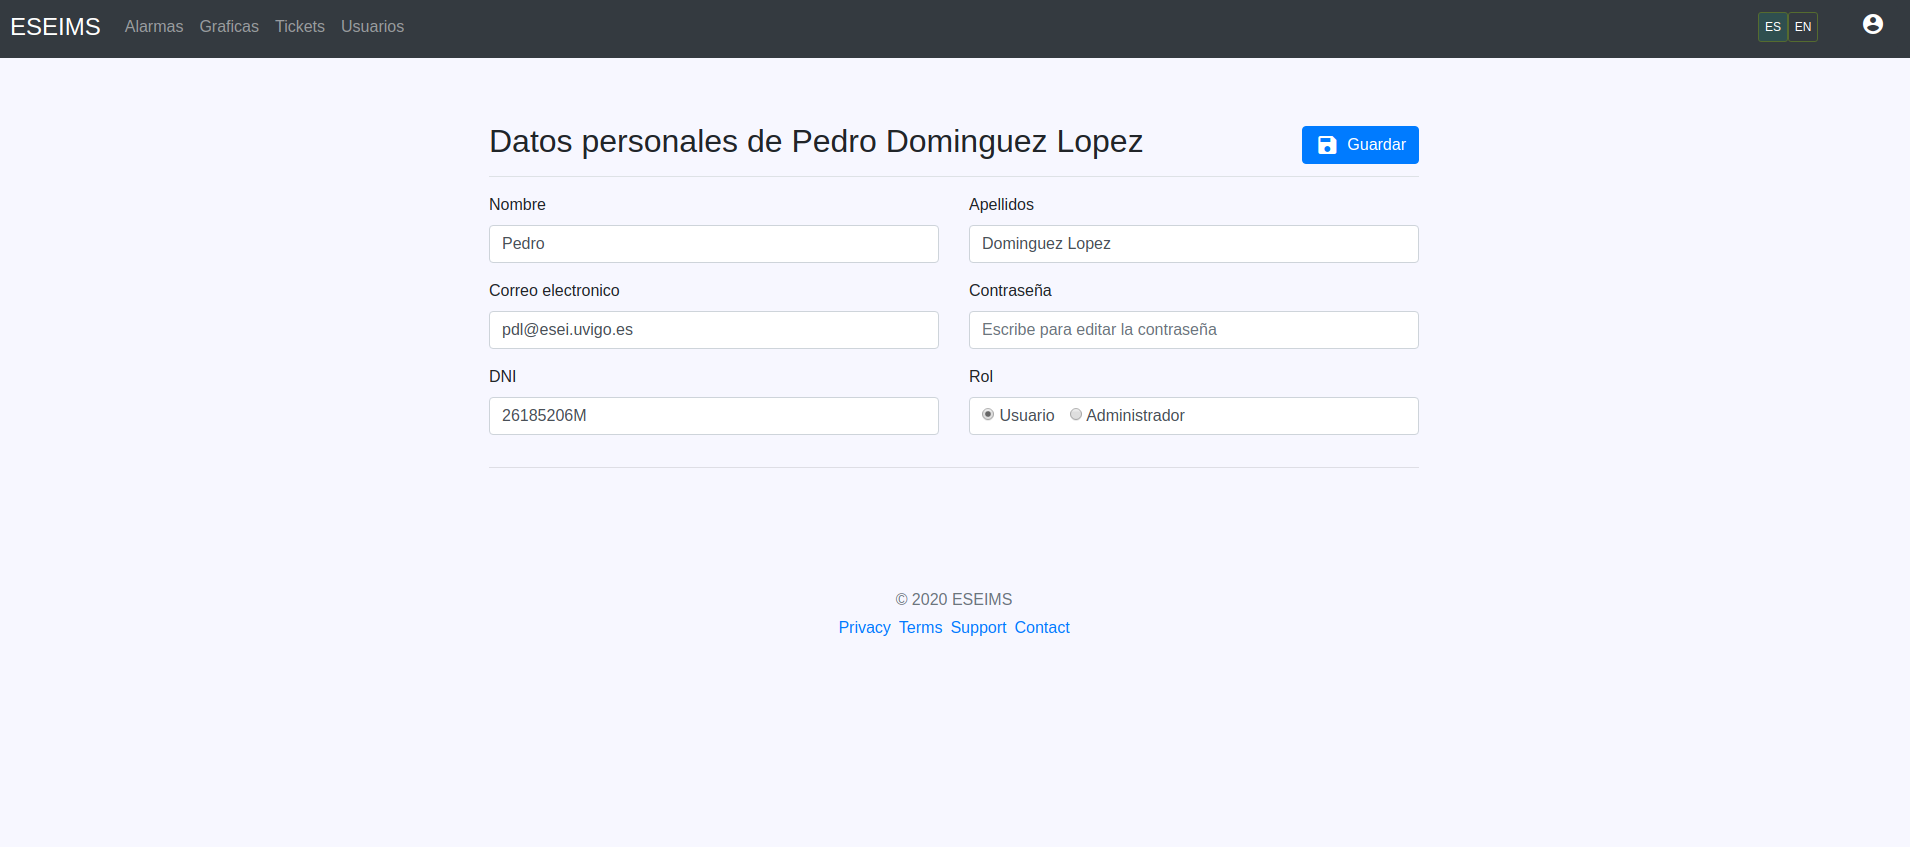 ESEIMS Alarmas Graficas Tickets Usuarios ES EN
Datos personales de Pedro Dominguez Lopez Guardar
Nombre Apellidos
Pedro Dominguez Lopez
Correo electronico Contraseña
pdl@esei.uvigo.es Escribe para editar la contraseña
DNI Rol
26185206M Usuario Administrador
© 2020 ESEIMS
Privacy Terms Support Contact